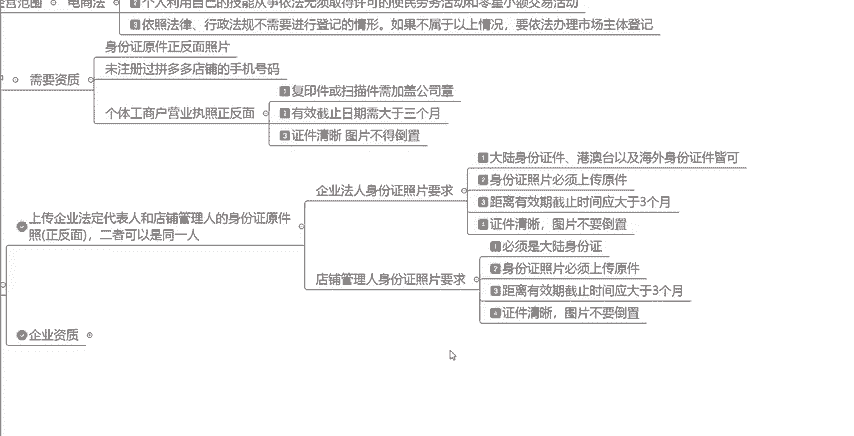 电商法
2 个人利用自己的技能从事依法无须取得许可的便民劳务活动和零星小额交易活动
3 依照法律、行政法规不需要进行登记的情形。如果不属于以上情况，要依法办理市场主体登记
需要资质
身份证原件正反面照片
未注册过拼多多店铺的手机号码
个体工商户营业执照正反面
1 复印件或扫描件需加盖公司章
2 有效截止日期需大于三个月
3 证件清晰 图片不得倒置
上传企业法定代表人和店铺管理人的身份证原件
照(正反面)，二者可以是同一人
企业法人身份证照片要求
1 大陆身份证件、港澳台以及海外身份证件皆可
2 身份证照片必须上传原件
3 距离有效期截止时间应大于3个月
4 证件清晰，图片不要倒置
店铺管理人身份证照片要求
1 必须是大陆身份证
2 身份证照片必须上传原件
3 距离有效期截止时间应大于3个月
4 证件清晰，图片不要倒置
企业资质